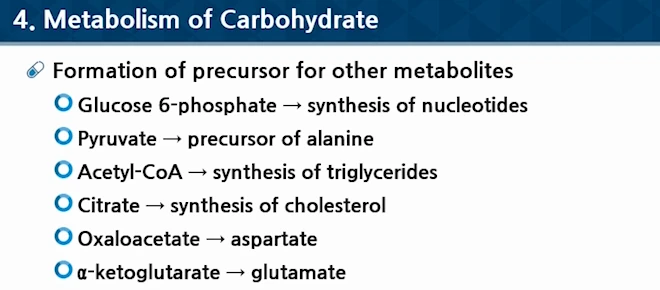 4. Metabolism of Carbohydrate
Formation of precursor for other metabolites
Glucose 6-phosphate → synthesis of nucleotides
Pyruvate → precursor of alanine
Acetyl-CoA → synthesis of triglycerides
Citrate → synthesis of cholesterol
Oxaloacetate → aspartate
α-ketoglutarate → glutamate